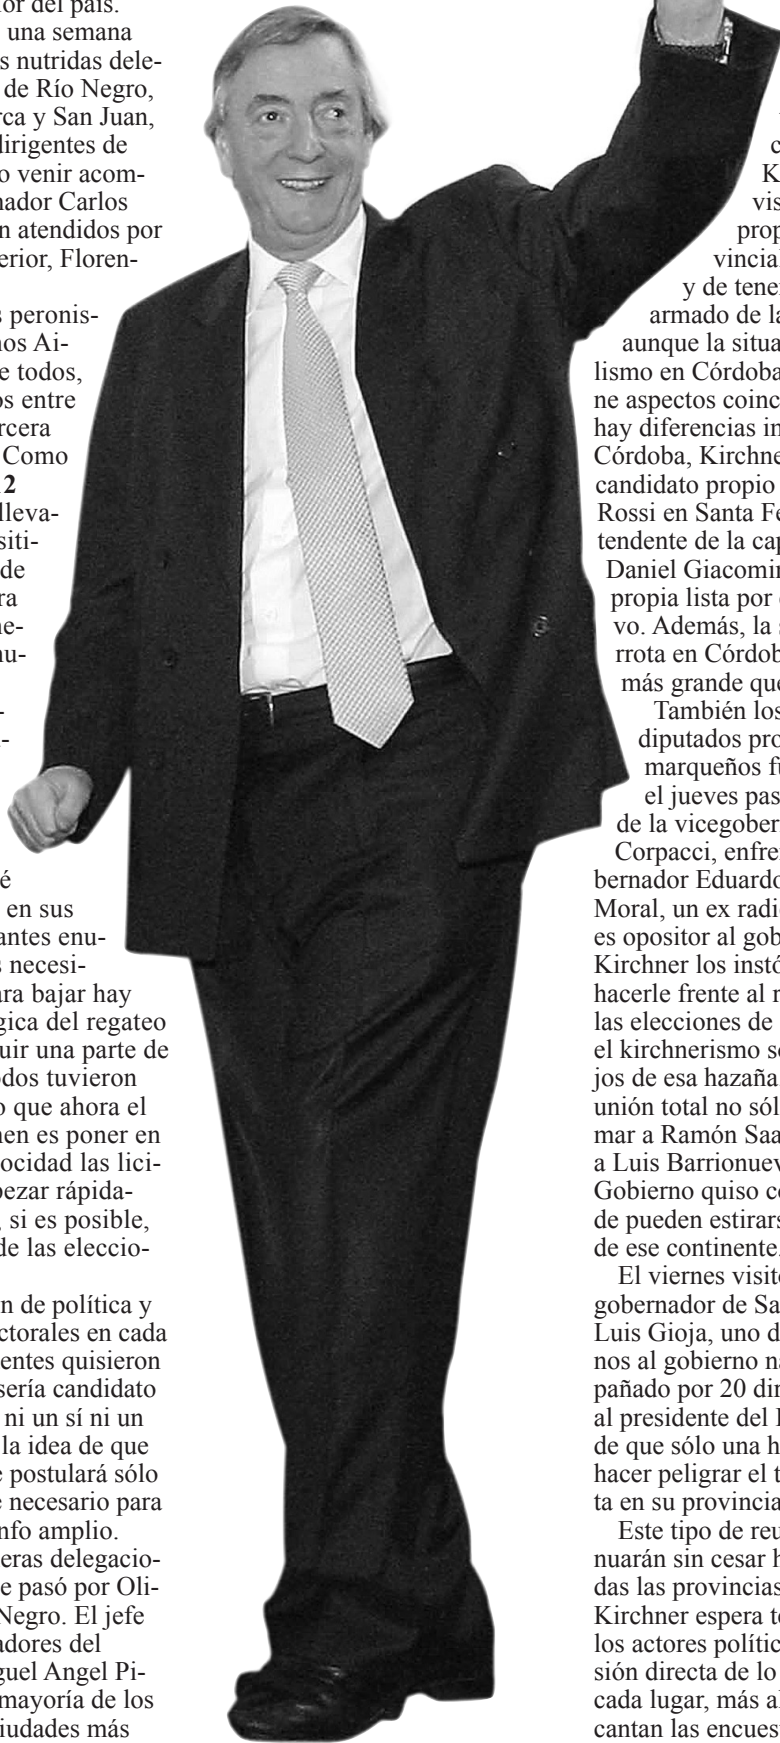 ior del país.
una semana
s nutridas dele-
de Río Negro,
rca y San Juan,
dirigentes de
o venir acom-
nador Carlos
n atendidos por
erior, Floren-
s peronis-
nos Ai-
e todos,
os entre
rcera
Como
12
lleva-
siti-
de
ra
ne-
nu-
-
-
é
en sus
antes enu-
s necesi-
ara bajar hay
gica del regateo
uir una parte de
odos tuvieron
o que ahora el
nen es poner en
ocidad las lici-
pezar rápida-
, si es posible,
de las eleccio-
n de política y
ctorales en cada
entes quisieron
sería candidato
ni un sí ni un
la idea de que
e postulará sólo
e necesario para
nfo amplio.
eras delegacio-
e pasó por Oli-
Negro. El jefe
adores del
guel Angel Pi-
mayoría de los
iudades más
c
K
vis
prop
vincia
y de tene
armado de la
aunque la situa
lismo en Córdoba
ne aspectos coinc
hay diferencias in
Córdoba, Kirchne
candidato propio
Rossi en Santa Fe
tendente de la cap
Daniel Giacomin
propia lista por
vo. Además, la s
rrota en Córdob
más grande que
También los
diputados pro
marqueños fu
el jueves pas
de la vicegober
Corpacci, enfre
bernador Eduardo
Moral, un ex radi
es opositor al gob
Kirchner los instó
hacerle frente al r
las elecciones de
el kirchnerismo s
jos de esa hazaña
unión total no sól
mar a Ramón Saa
a Luis Barrionuev
Gobierno quiso c
de pueden estirars
de ese continente.
El viernes visit
gobernador de Sa
Luis Gioja, uno d
nos al gobierno n
pañado por 20 dir
al presidente del
de que sólo una h
hacer peligrar el t
ta en su provincia
Este tipo de reu
nuarán sin cesar h
das las provincias
Kirchner espera t
los actores polític
sión directa de lo
cada lugar, más al
cantan las encues